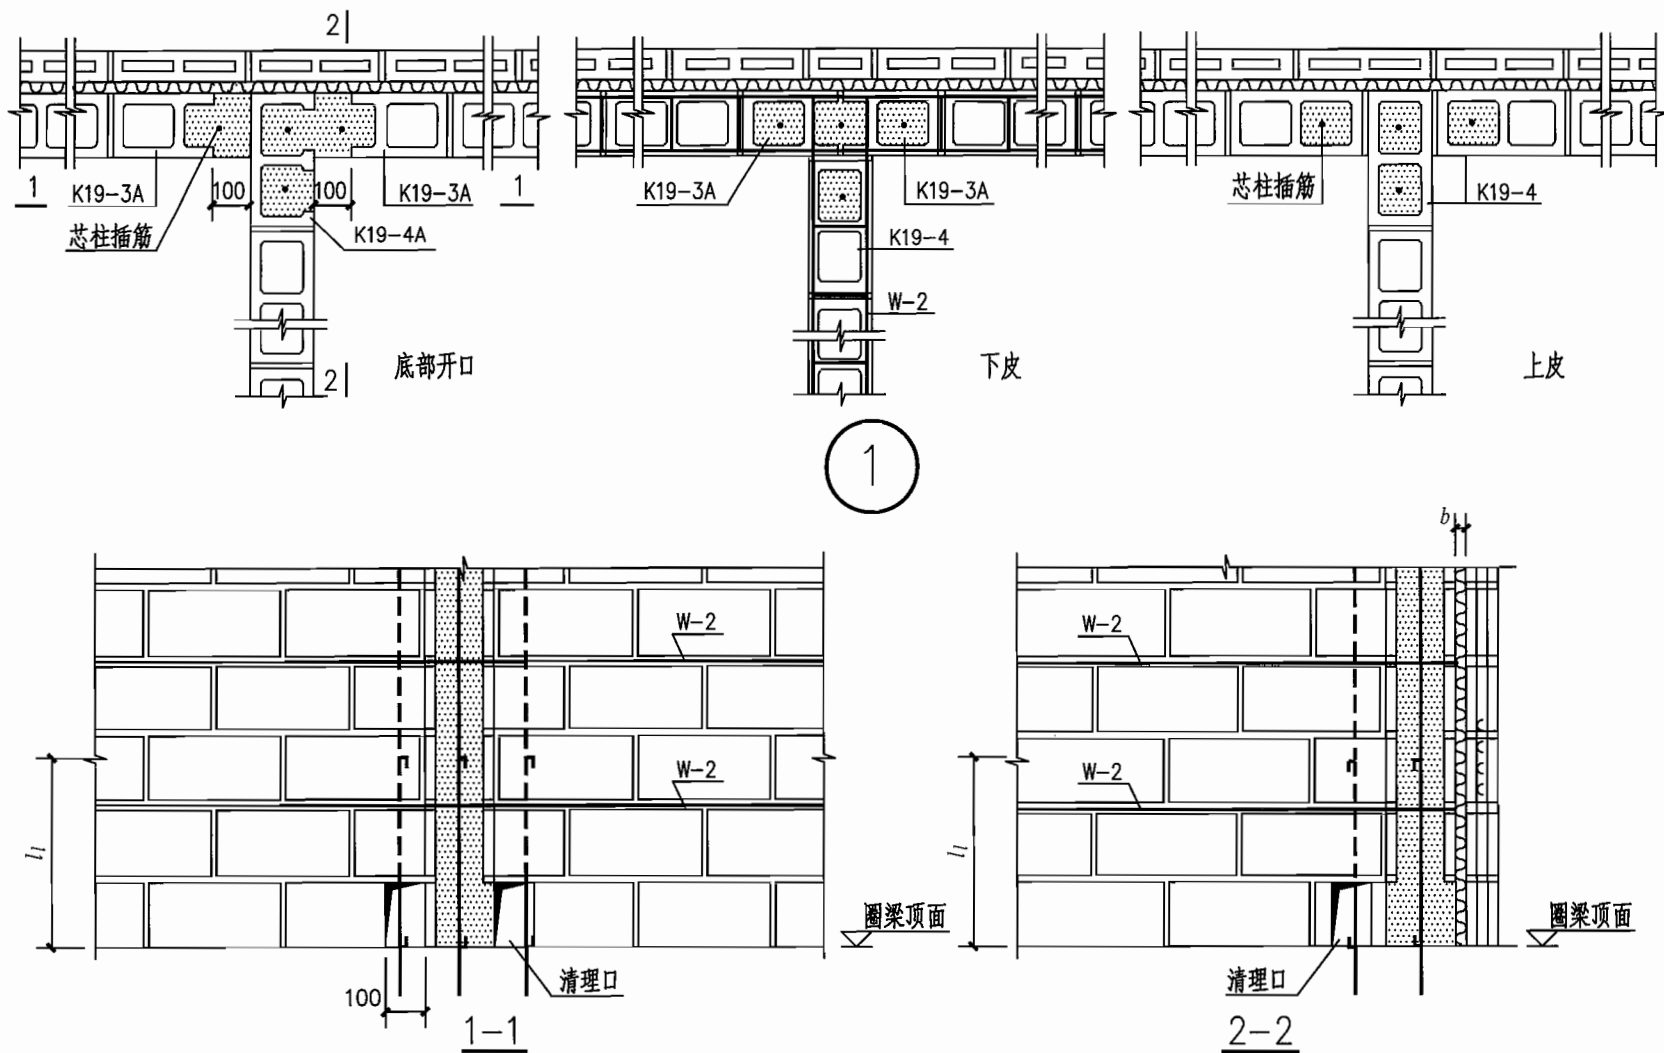 2
1
K19-3A
100
100
K19-3A
1
芯柱插筋
K19-4A
2
底部开口
K19-3A
K19-3A
K19-4
W-2
下皮
芯柱插筋
K19-4
上皮
1
W-2
W-2
l₁
圈梁顶面
清理口
100
1-1
b
W-2
W-2
l₁
圈梁顶面
清理口
2-2